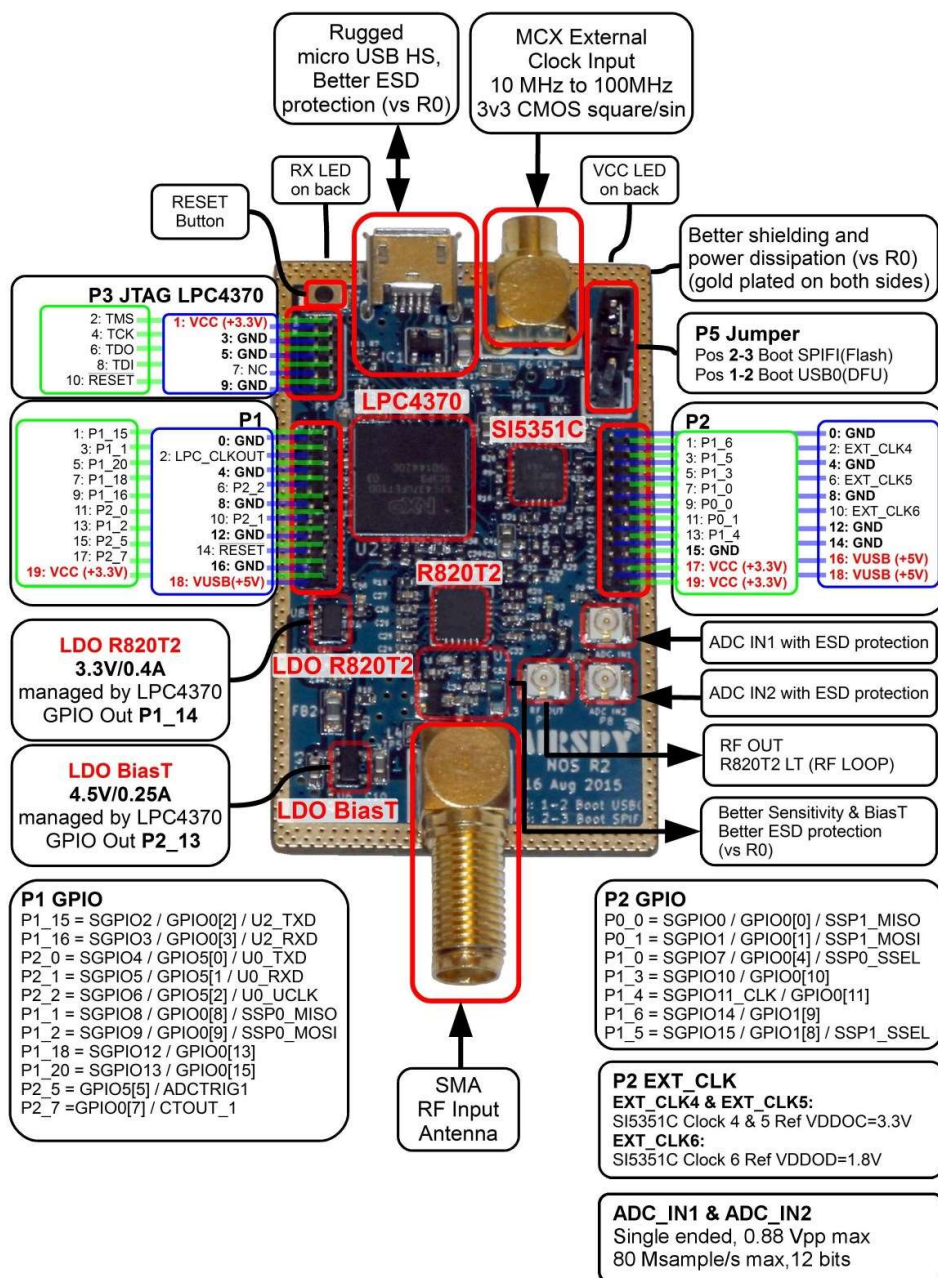 Rugged
micro USB HS,
Better ESD
protection (vs R0)
MCX External
Clock Input
10 MHz to 100MHz
3v3 CMOS square/sin
RX LED
on back
VCC LED
on back
RESET
Button
Better shielding and
power dissipation (vs R0)
(gold plated on both sides)
P3 JTAG LPC4370
2: TMS
4: TCK
6: TDO
8: TDI
10: RESET
1: VCC (+3.3V)
3: GND
5: GND
7: NC
9: GND
IC1
P5 Jumper
Pos 2-3 Boot SPIFI(Flash)
Pos 1-2 Boot USB0(DFU)
P1
1: P1_15
3: P1_1
5: P1_20
7: P1_18
9: P1_16
11: P2_0
13: P1_2
15: P2_5
17: P2_7
19: VCC (+3.3V)
0: GND
2: LPC_CLKOUT
4: GND
6: P2_2
8: GND
10: P2_1
12: GND
14: RESET
16: GND
18: VUSB(+5V)
LPC4370
SI5351C
U2
R820T2
P2
1: P1_6
3: P1_5
5: P1_3
7: P1_0
9: P0_0
11: P0_1
13: P1_4
15: GND
17: VCC (+3.3V)
19: VCC (+3.3V)
0: GND
2: EXT_CLK4
4: GND
6: EXT_CLK5
8: GND
10: EXT_CLK6
12: GND
14: GND
16: VUSB (+5V)
18: VUSB (+5V)
LDO R820T2
3.3V/0.4A
managed by LPC4370
GPIO Out P1_14
LDO R820T2
ADC IN1
ADC IN1 with ESD protection
ADC IN2
P8
ADC IN2 with ESD protection
FB2
LDO BiasT
4.5V/0.25A
managed by LPC4370
GPIO Out P2_13
LDO BiasT
NOS R2
16 Aug 2015
: 1-2 Boot USB(
: 2-3 Boot SPIF
RF OUT
R820T2 LT (RF LOOP)
Better Sensitivity & BiasT
Better ESD protection
(vs R0)
P1 GPIO
P1_15 = SGPIO2 / GPIO0[2] / U2_TXD
P1_16 = SGPIO3 / GPIO0[3] / U2_RXD
P2_0 = SGPIO4 / GPIO5[0] / U0_TXD
P2_1 = SGPIO5 / GPIO5[1 / U0_RXD
P2_2 = SGPIO6 / GPIO5[2] / U0_UCLK
P1_1 = SGPIO8 / GPIO0[8] / SSP0_MISO
P1_2 = SGPIO9 / GPIO0[9] / SSP0_MOSI
P1_18 = SGPIO12 / GPIO0[13]
P1_20 = SGPIO13 / GPIO0[15]
P2_5 = GPIO5[5] / ADCTRIG1
P2_7 =GPIO0[7] / CTOUT_1
SMA
RF Input
Antenna
P2 GPIO
P0_0 = SGPIO0 / GPIO0[0] / SSP1_MISO
P0_1 = SGPIO1 / GPIO0[1] / SSP1_MOSI
P1_0 = SGPIO7 / GPIO0[4] / SSP0_SSEL
P1_3 = SGPIO10 / GPIO0[10]
P1_4 = SGPIO11_CLK / GPIO0[11]
P1_6 = SGPIO14 / GPIO1[9]
P1_5 = SGPIO15 / GPIO1[8] / SSP1_SSEL
P2 EXT_CLK
EXT_CLK4 & EXT_CLK5:
SI5351C Clock 4 & 5 Ref VDDOC=3.3V
EXT_CLK6:
SI5351C Clock 6 Ref VDDOD=1.8V
ADC_IN1 & ADC_IN2
Single ended, 0.88 Vpp max
80 Msample/s max,12 bits